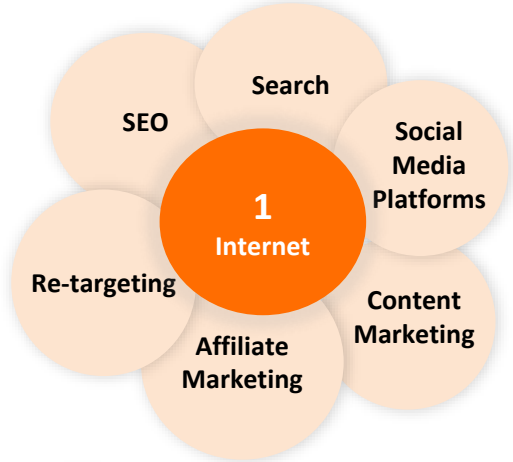 Search
SEO
Social
Media
Platforms
1
Internet
Re-targeting
Content
Marketing
Affiliate
Marketing